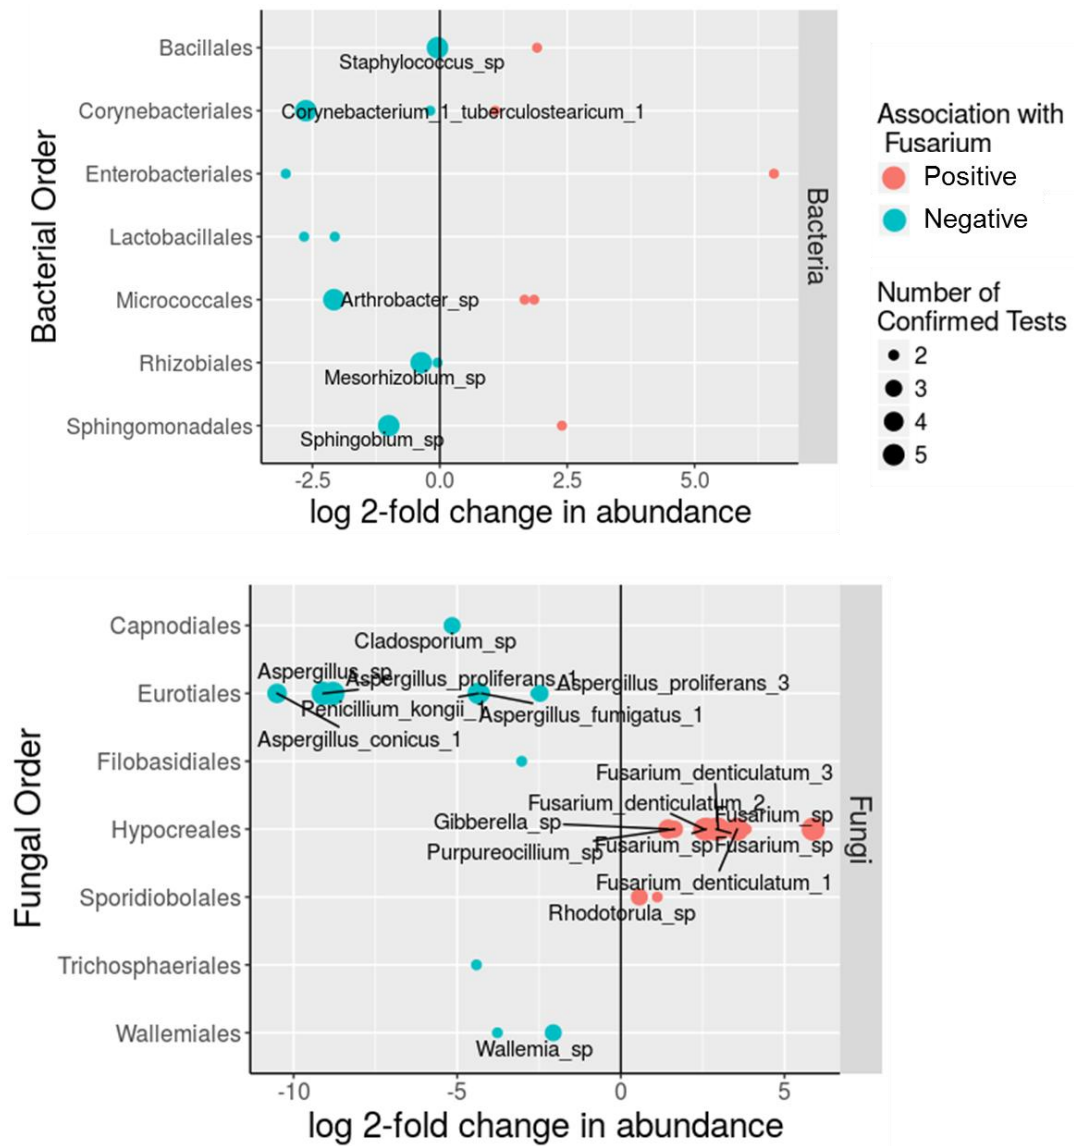 Bacterial Order
Bacillales
Corynebacteriales
Enterobacteriales
Lactobacillales
Micrococcales
Rhizobiales
Sphingomonadales
Staphylococcus_sp
Corynebacterium_1_tuberculostearicum_1
Arthrobacter_sp
Mesorhizobium_sp
Sphingobium_sp
-2.5 0.0 2.5 5.0
log 2-fold change in abundance
Bacteria
Association with
Fusarium
Positive
Negative
Number of
Confirmed Tests
2
3
4
5
Fungal Order
Capnodiales
Eurotiales
Filobasidiales
Hypocreales
Sporidiobolales
Trichosphaeriales
Wallemiales
Cladosporium_sp
Aspergillus_sp
Aspergillus_proliferans_1
Aspergillus_proliferans_3
Penicillium_kongii_1
Aspergillus_fumigatus_1
Aspergillus_conicus_1
Fusarium_denticulatum_3
Fusarium_denticulatum_2
Fusarium_sp
Gibberella_sp
Purpureocillium_sp
Fusarium_sp
Fusarium_sp
Fusarium_denticulatum_1
Rhodotorula_sp
Wallemia_sp
-10 -5 0 5
log 2-fold change in abundance
Fungi